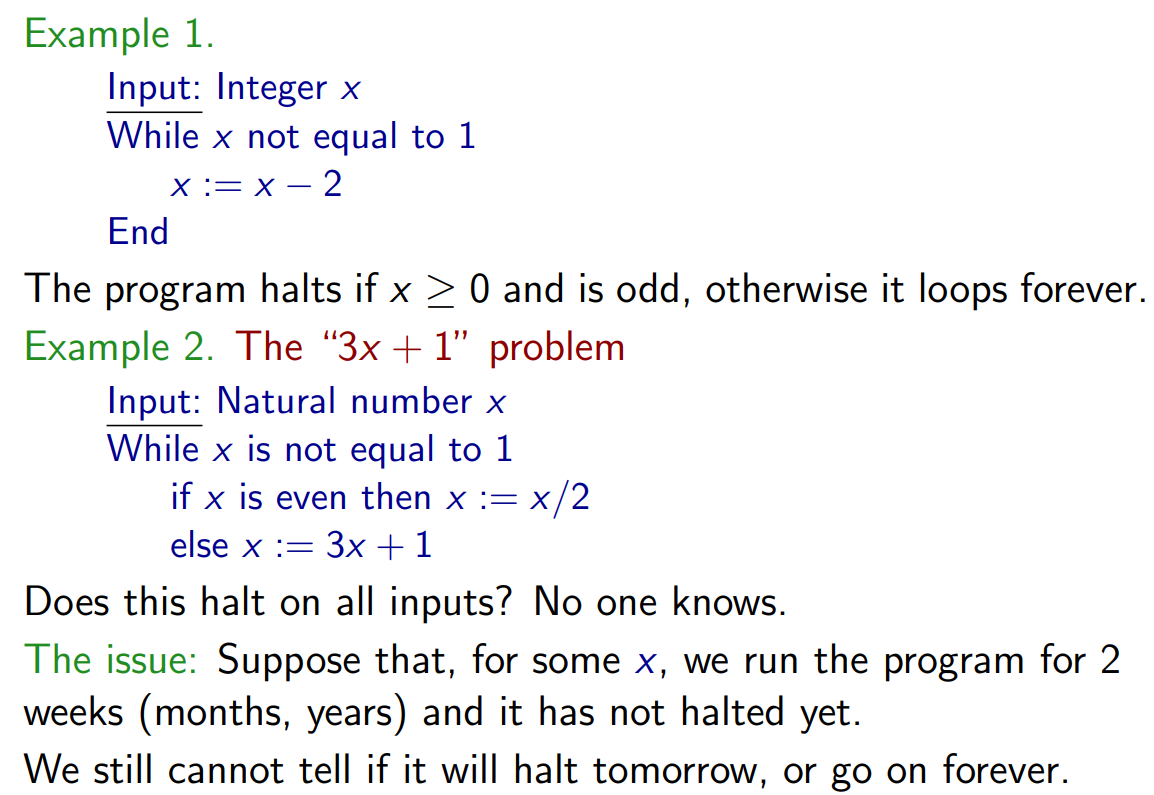 Example 1.
Input: Integer x
While x not equal to 1
x := x − 2
End
The program halts if x ≥ 0 and is odd, otherwise it loops forever.
Example 2. The “3x + 1” problem
Input: Natural number x
While x is not equal to 1
if x is even then x := x/2
else x := 3x + 1
Does this halt on all inputs? No one knows.
The issue: Suppose that, for some x, we run the program for 2
weeks (months, years) and it has not halted yet.
We still cannot tell if it will halt tomorrow, or go on forever.